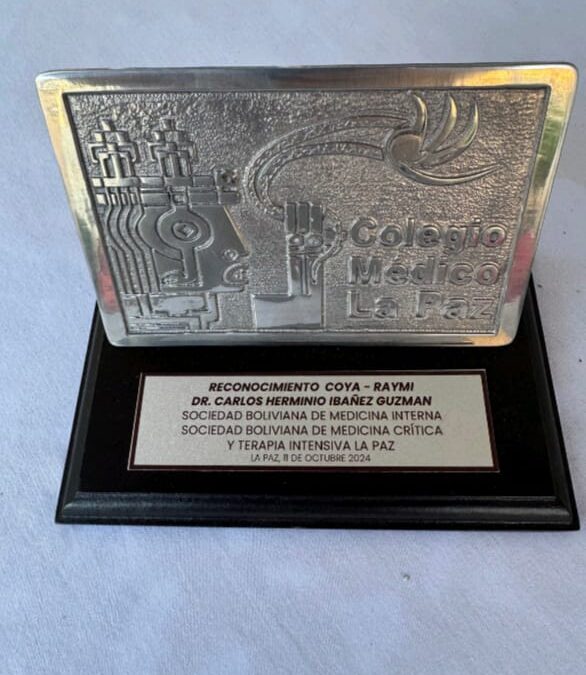 Colegio
Médico
La Paz
RECONOCIMIENTO COYA - RAYMI
DR. CARLOS HERMINIO IBAÑEZ GUZMAN
SOCIEDAD BOLIVIANA DE MEDICINA INTERNA
SOCIEDAD BOLIVIANA DE MEDICINA CRÍTICA
Y TERAPIA INTENSIVA LA PAZ
LA PAZ, 11 DE OCTUBRE 2024